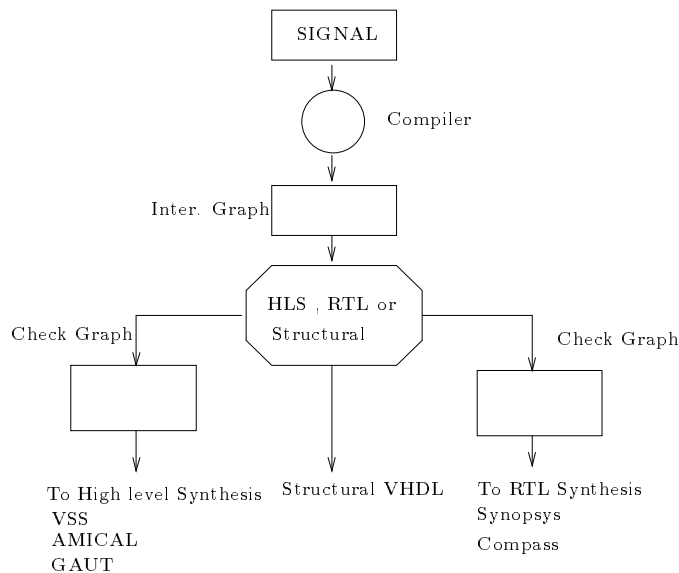 SIGNAL
Compiler
Inter. Graph
HLS , RTL or
Structural
Check Graph
Check Graph
To High level Synthesis
VSS
AMICAL
GAUT
Structural VHDL
To RTL Synthesis
Synopsys
Compass